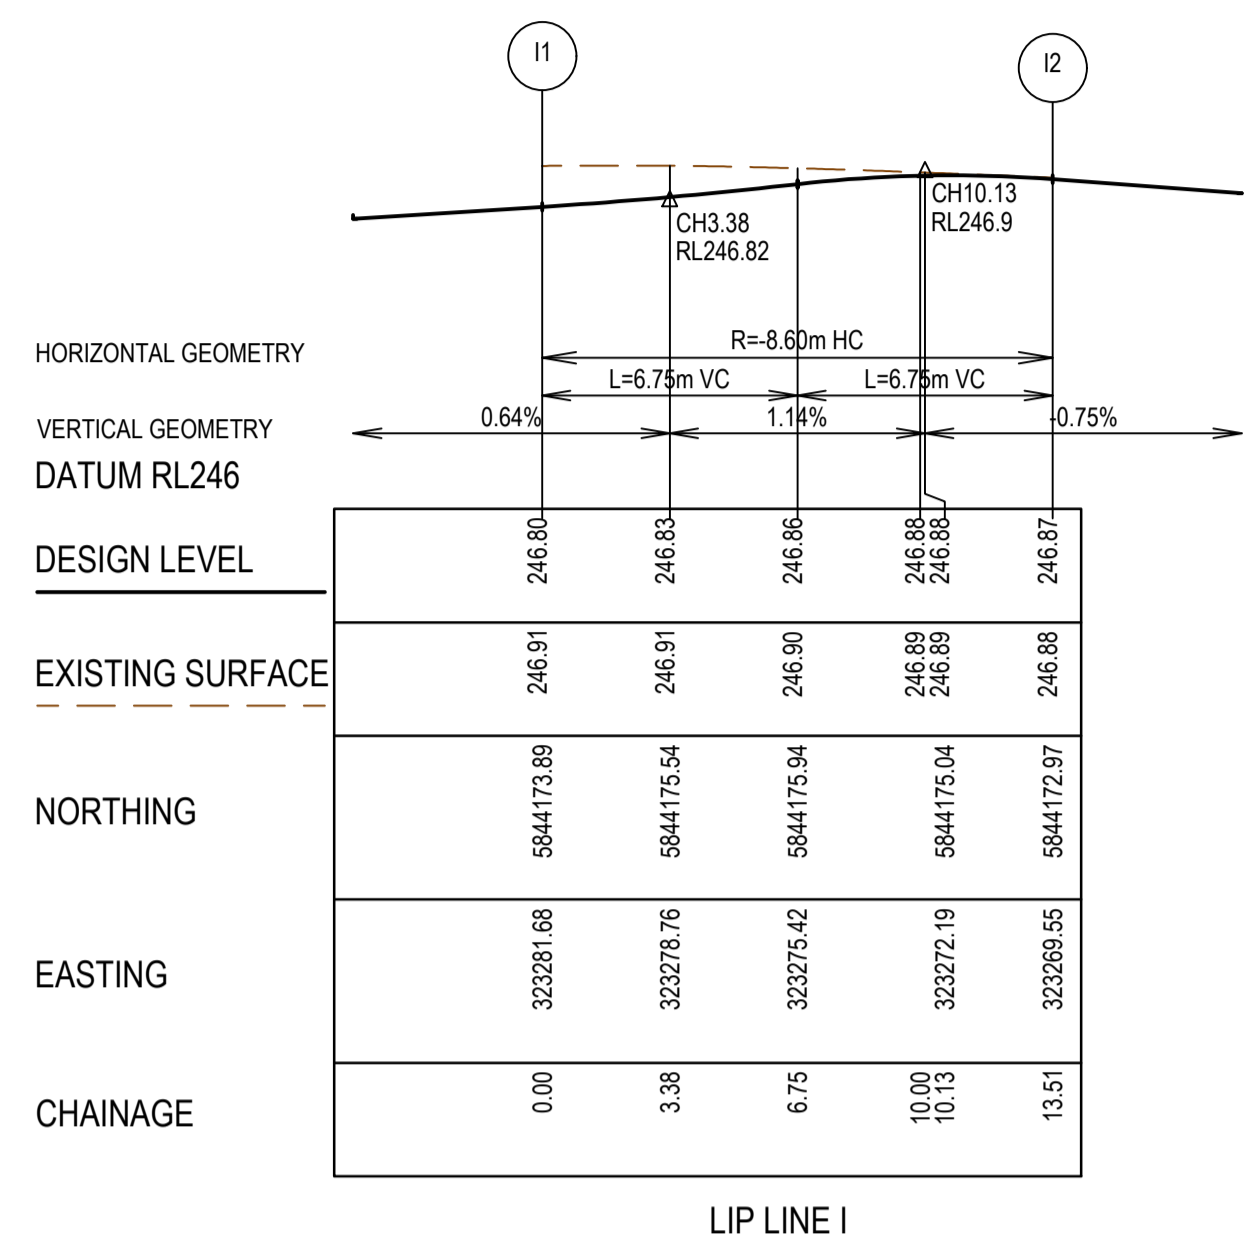 I1
I2
CH10.13
RL246.9
CH3.38
RL246.82
R=-8.60m HC
HORIZONTAL GEOMETRY
L=6.75m VC L=6.75m VC
0.64% 1.14% -0.75%
VERTICAL GEOMETRY
DATUM RL246
DESIGN LEVEL 246.80 246.83 246.86 246.88 246.88 246.87
EXISTING SURFACE 246.91 246.91 246.90 246.89 246.89 246.88
NORTHING 5844173.89 5844175.54 5844175.94 5844175.04 5844172.97
EASTING 323281.68 323278.76 323275.42 323272.19 323269.55
CHAINAGE 0.00 3.38 6.75 10.00 10.13 13.51
LIP LINE I